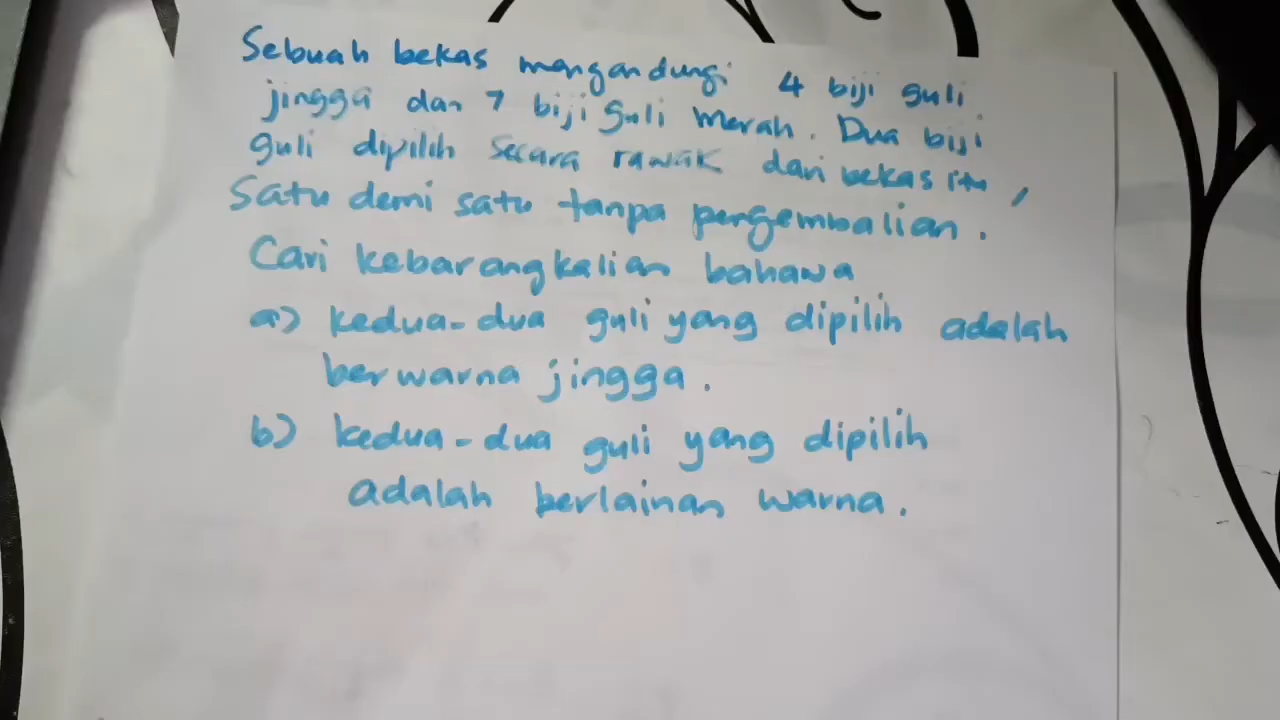 Sebuah bekas mengandungi 4 biji guli
jingga dan 7 biji guli merah. Dua biji
guli dipilih secara rawak dari bekas itu,
Satu demi satu tanpa pengembalian.
Cari kebarangkalian bahawa
a) kedua-dua guli yang dipilih adalah
berwarna jingga.
b) kedua-dua guli yang dipilih
adalah berlainan warna.